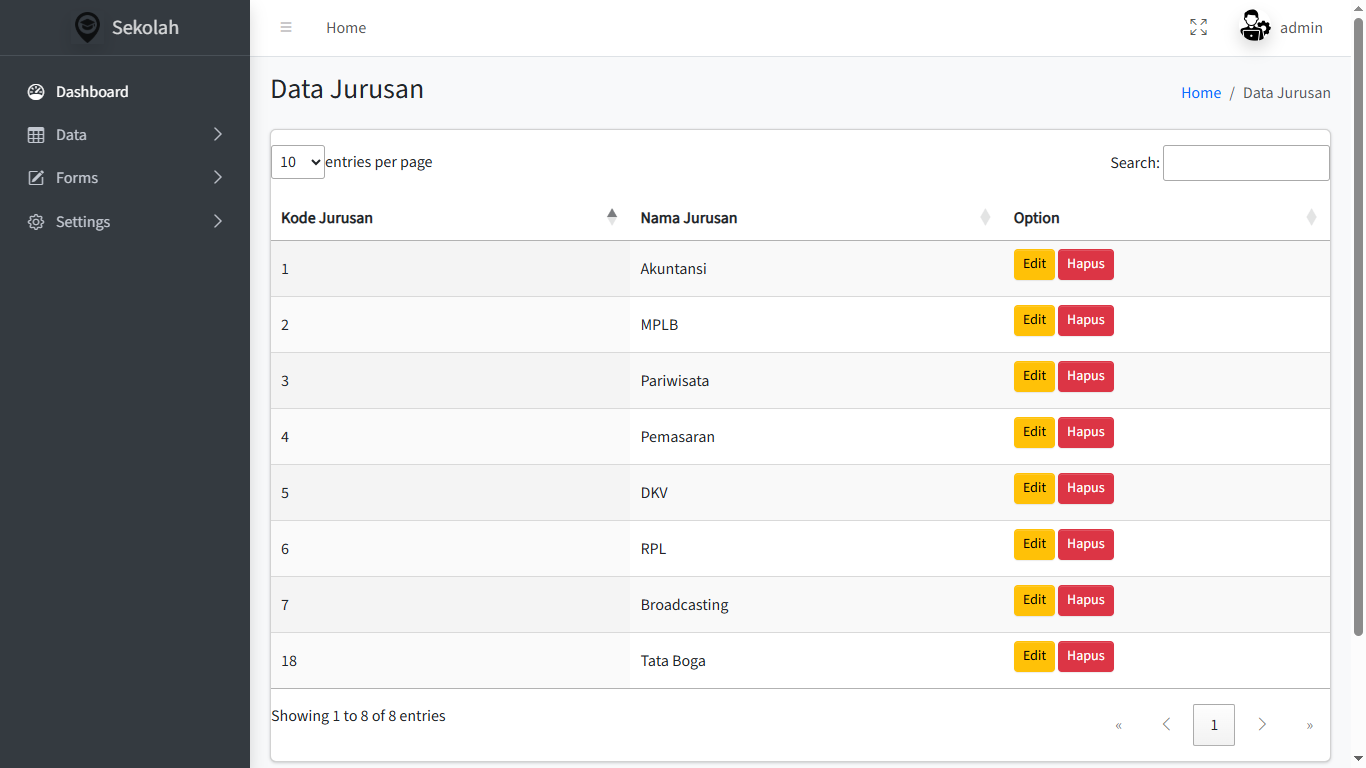 Sekolah
Home
admin
Dashboard
Data
Forms
Settings
Data Jurusan
Home / Data Jurusan
10 entries per page
Search:
Kode Jurusan Nama Jurusan Option
1 Akuntansi Edit Hapus
2 MPLB Edit Hapus
3 Pariwisata Edit Hapus
4 Pemasaran Edit Hapus
5 DKV Edit Hapus
6 RPL Edit Hapus
7 Broadcasting Edit Hapus
18 Tata Boga Edit Hapus
Showing 1 to 8 of 8 entries
« 1 »